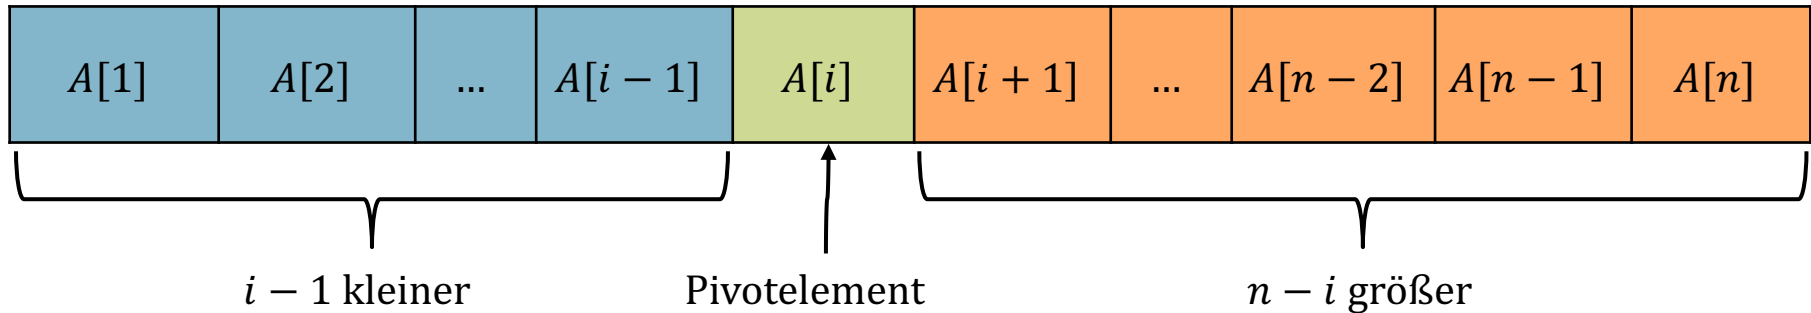 A[1] A[2] … A[i − 1] A[i] A[i + 1] … A[n − 2] A[n − 1] A[n]
i − 1 kleiner Pivotelement n − i größer